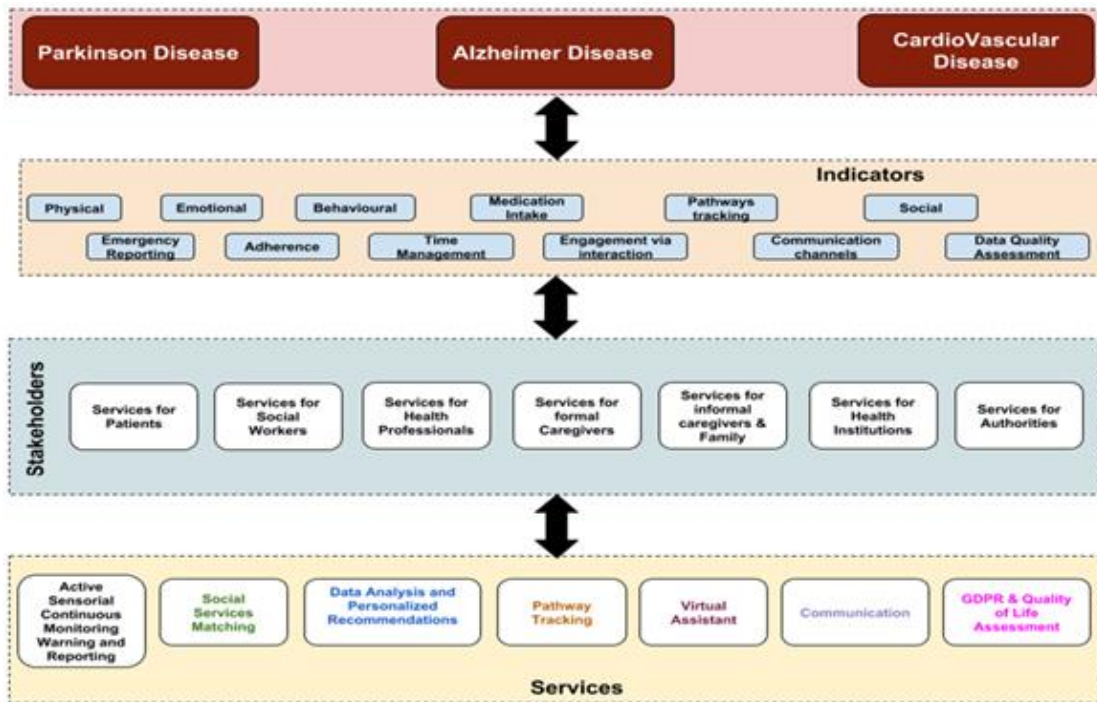 Parkinson Disease
Alzheimer Disease
CardioVascular
Disease
Indicators
Physical
Emotional
Behavioural
Medication
Intake
Pathways
tracking
Social
Emergency
Reporting
Adherence
Time
Management
Engagement via
interaction
Communication
channels
Data Quality
Assessment
Stakeholders
Services for
Patients
Services for
Social
Workers
Services for
Health
Professionals
Services for
formal
Caregivers
Services for
informal
caregivers &
Family
Services for
Health
Institutions
Services for
Authorities
Active
Sensorial
Continuous
Monitoring
Warning and
Reporting
Social
Services
Matching
Data Analysis and
Personalized
Recommendations
Pathway
Tracking
Virtual
Assistant
Communication
GDPR & Quality
of Life
Assessment
Services